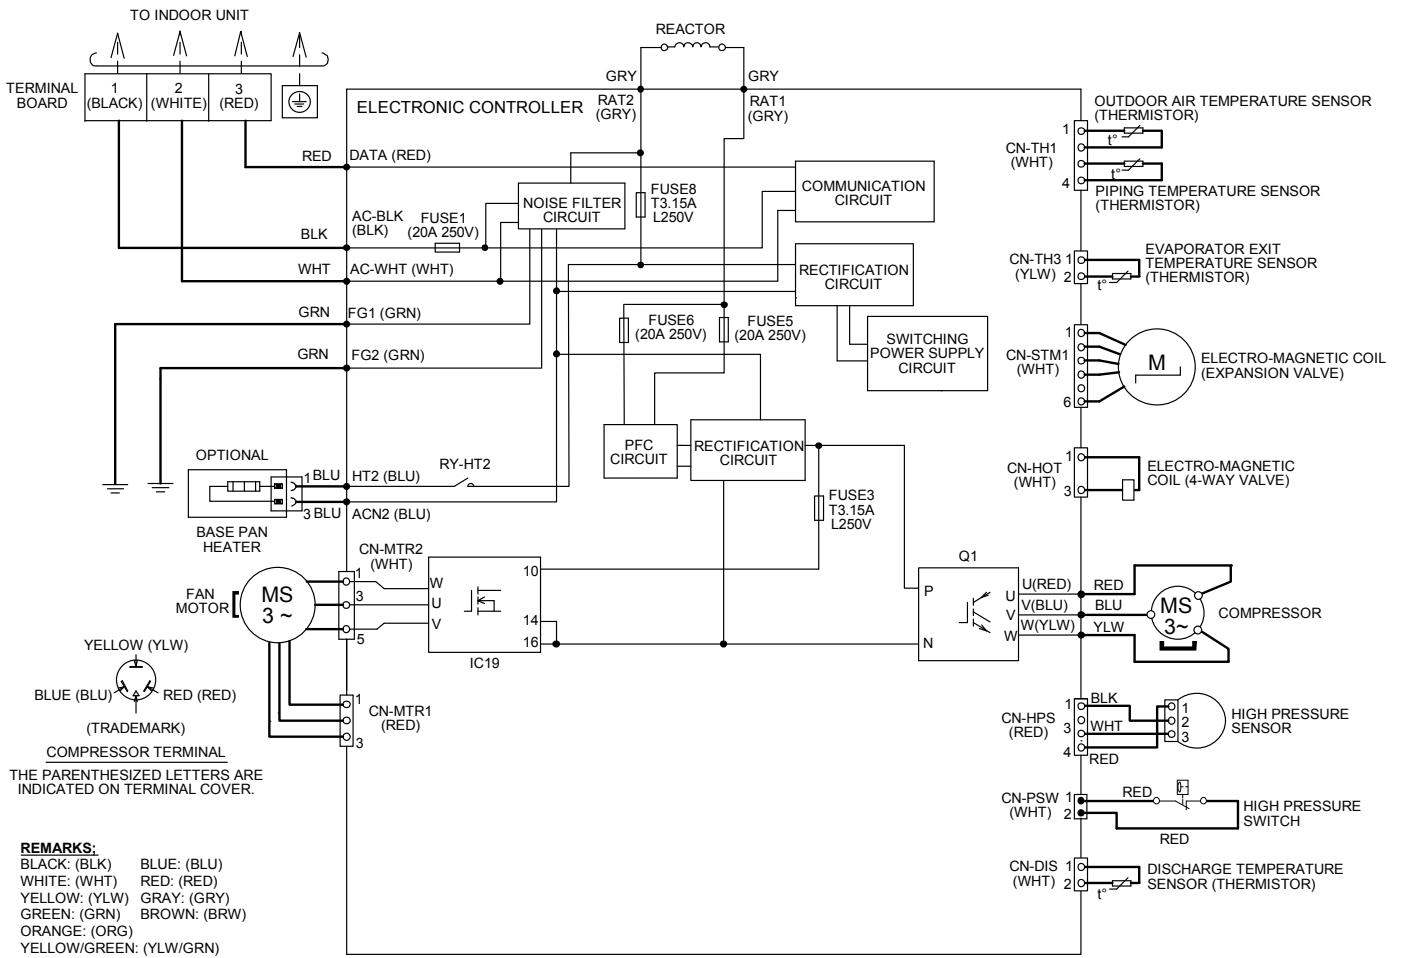 TO INDOOR UNIT
TERMINAL
BOARD
1
(BLACK)
2
(WHITE)
3
(RED)
REACTOR
GRY
GRY
RAT2
(GRY)
RAT1
(GRY)
ELECTRONIC CONTROLLER
RED
DATA (RED)
BLK
AC-BLK
(BLK)
FUSE1
(20A 250V)
WHT
AC-WHT (WHT)
GRN
FG1 (GRN)
GRN
FG2 (GRN)
NOISE FILTER
CIRCUIT
FUSE8
T3.15A
L250V
COMMUNICATION
CIRCUIT
RECTIFICATION
CIRCUIT
SWITCHING
POWER SUPPLY
CIRCUIT
FUSE6
(20A 250V)
FUSE5
(20A 250V)
PFC
CIRCUIT
RECTIFICATION
CIRCUIT
FUSE3
T3.15A
L250V
OPTIONAL
BASE PAN
HEATER
1
BLU
HT2 (BLU)
RY-HT2
3
BLU
ACN2 (BLU)
CN-MTR2
(WHT)
FAN
MOTOR
MS
3 ~
1
3
5
W
U
V
10
14
16
IC19
CN-MTR1
(RED)
1
3
Q1
P
N
U
V
W
U(RED)
V(BLU)
W(YLW)
RED
BLU
YLW
MS
3~
COMPRESSOR
OUTDOOR AIR TEMPERATURE SENSOR
(THERMISTOR)
CN-TH1
(WHT)
1
4
t°
t°
PIPING TEMPERATURE SENSOR
(THERMISTOR)
CN-TH3
(YLW)
1
2
t°
EVAPORATOR EXIT
TEMPERATURE SENSOR
(THERMISTOR)
CN-STM1
(WHT)
1
6
M
ELECTRO-MAGNETIC COIL
(EXPANSION VALVE)
CN-HOT
(WHT)
1
3
ELECTRO-MAGNETIC
COIL (4-WAY VALVE)
CN-HPS
(RED)
1
3
4
BLK
WHT
RED
1
2
3
HIGH PRESSURE
SENSOR
CN-PSW
(WHT)
1
2
RED
RED
HIGH PRESSURE
SWITCH
CN-DIS
(WHT)
1
2
t°
DISCHARGE TEMPERATURE
SENSOR (THERMISTOR)
YELLOW (YLW)
BLUE (BLU)
RED (RED)
(TRADEMARK)
COMPRESSOR TERMINAL
THE PARENTHESIZED LETTERS ARE
INDICATED ON TERMINAL COVER.
REMARKS;
BLACK: (BLK) BLUE: (BLU)
WHITE: (WHT) RED: (RED)
YELLOW: (YLW) GRAY: (GRY)
GREEN: (GRN) BROWN: (BRW)
ORANGE: (ORG)
YELLOW/GREEN: (YLW/GRN)